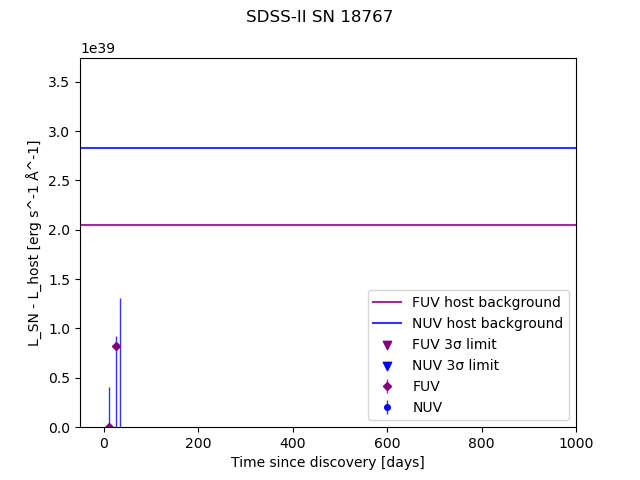 SDSS-II SN 18767
1e39
L_SN - L_host [erg s^-1 Å^-1]
3.5
3.0
2.5
2.0
1.5
1.0
0.5
0.0
FUV host background
NUV host background
FUV 3σ limit
NUV 3σ limit
FUV
NUV
0 200 400 600 800 1000
Time since discovery [days]